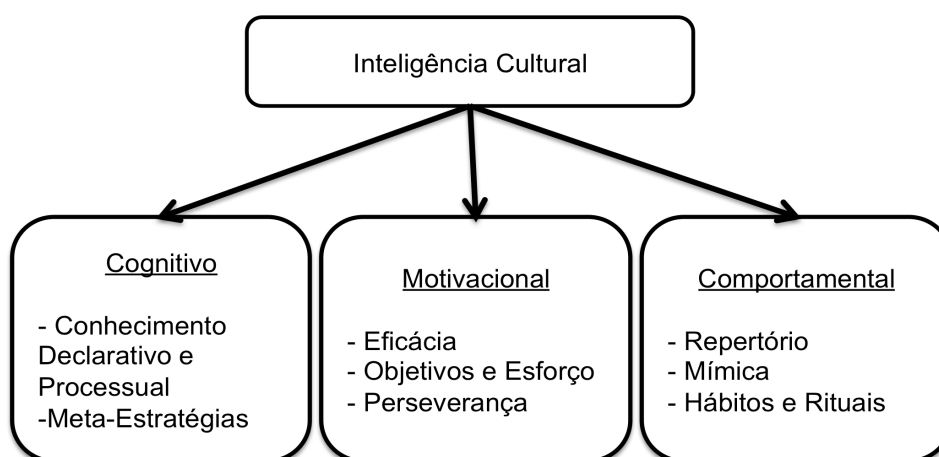 Inteligência Cultural
Cognitivo
- Conhecimento
Declarativo e
Processual
-Meta-Estratégias
Motivacional
- Eficácia
- Objetivos e Esforço
- Perseverança
Comportamental
- Repertório
- Mímica
- Hábitos e Rituais